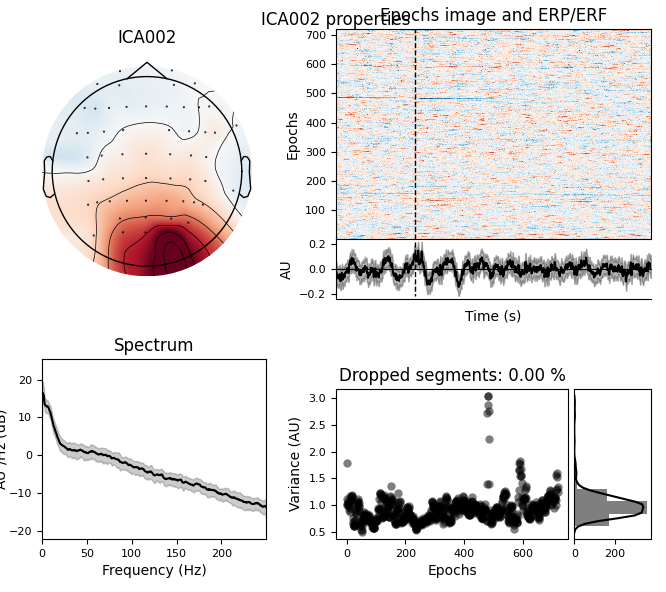 ICA002 properties
ICA002
Epochs image and ERP/ERF
Epochs
700
600
500
400
300
200
100
AU
0.2
0.0
−0.2
Time (s)
Spectrum
20
10
0
−10
−20
0 50 100 150 200
Frequency (Hz)
Dropped segments: 0.00 %
Variance (AU)
3.0
2.5
2.0
1.5
1.0
0.5
0 200 400 600
Epochs
0 200